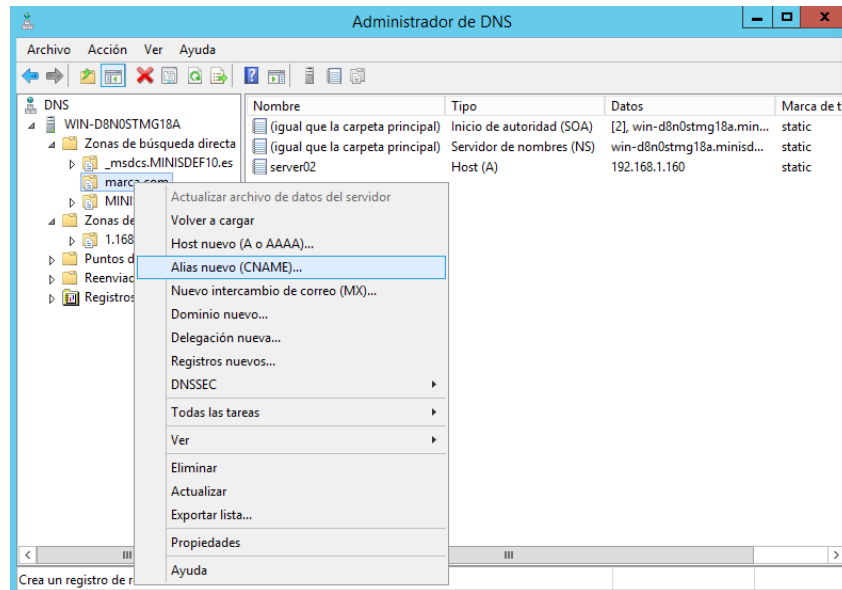 Administrador de DNS
Archivo Acción Ver Ayuda
DNS
WIN-D8N0STMG18A
Zonas de búsqueda directa
_msdcs.MINISDEF10.es
marca.com
MINI
Zonas de
1.168
Puntos d
Reenviad
Registros
Nombre Tipo Datos Marca de t
(igual que la carpeta principal) Inicio de autoridad (SOA) [2], win-d8n0stmg18a.min... static
(igual que la carpeta principal) Servidor de nombres (NS) win-d8n0stmg18a.minisd... static
server02 Host (A) 192.168.1.160 static
Actualizar archivo de datos del servidor
Volver a cargar
Host nuevo (A o AAAA)...
Alias nuevo (CNAME)...
Nuevo intercambio de correo (MX)...
Dominio nuevo...
Delegación nueva...
Registros nuevos...
DNSSEC
Todas las tareas
Ver
Eliminar
Actualizar
Exportar lista...
Propiedades
Ayuda
Crea un registro de r